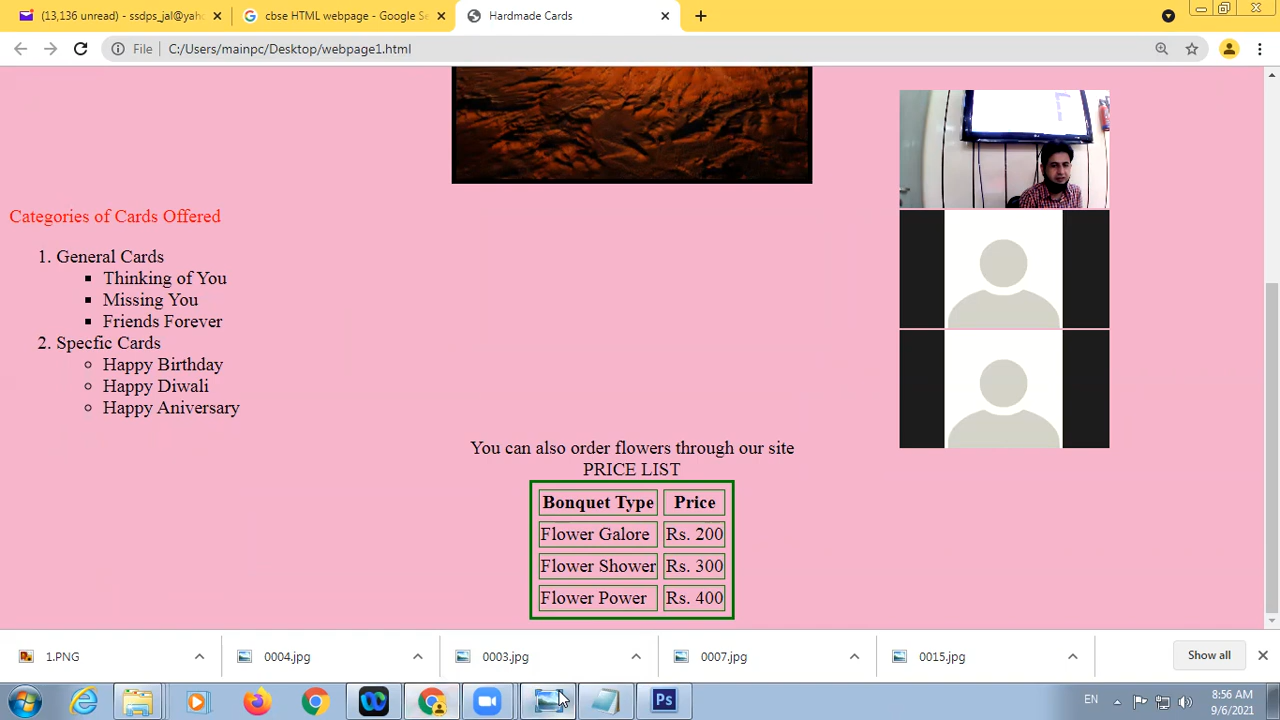 (13,136 unread) - ssdps_jal@yaho
cbse HTML webpage - Google Se
Hardmade Cards
File
C:/Users/mainpc/Desktop/webpage1.html
Categories of Cards Offered
1. General Cards
Thinking of You
Missing You
Friends Forever
2. Specfic Cards
Happy Birthday
Happy Diwali
Happy Aniversary
You can also order flowers through our site
PRICE LIST
Bonquet Type Price
Flower Galore Rs. 200
Flower Shower Rs. 300
Flower Power Rs. 400
1.PNG
0004.jpg
0003.jpg
0007.jpg
0015.jpg
Show all
Ps
EN
8:56 AM
9/6/2021